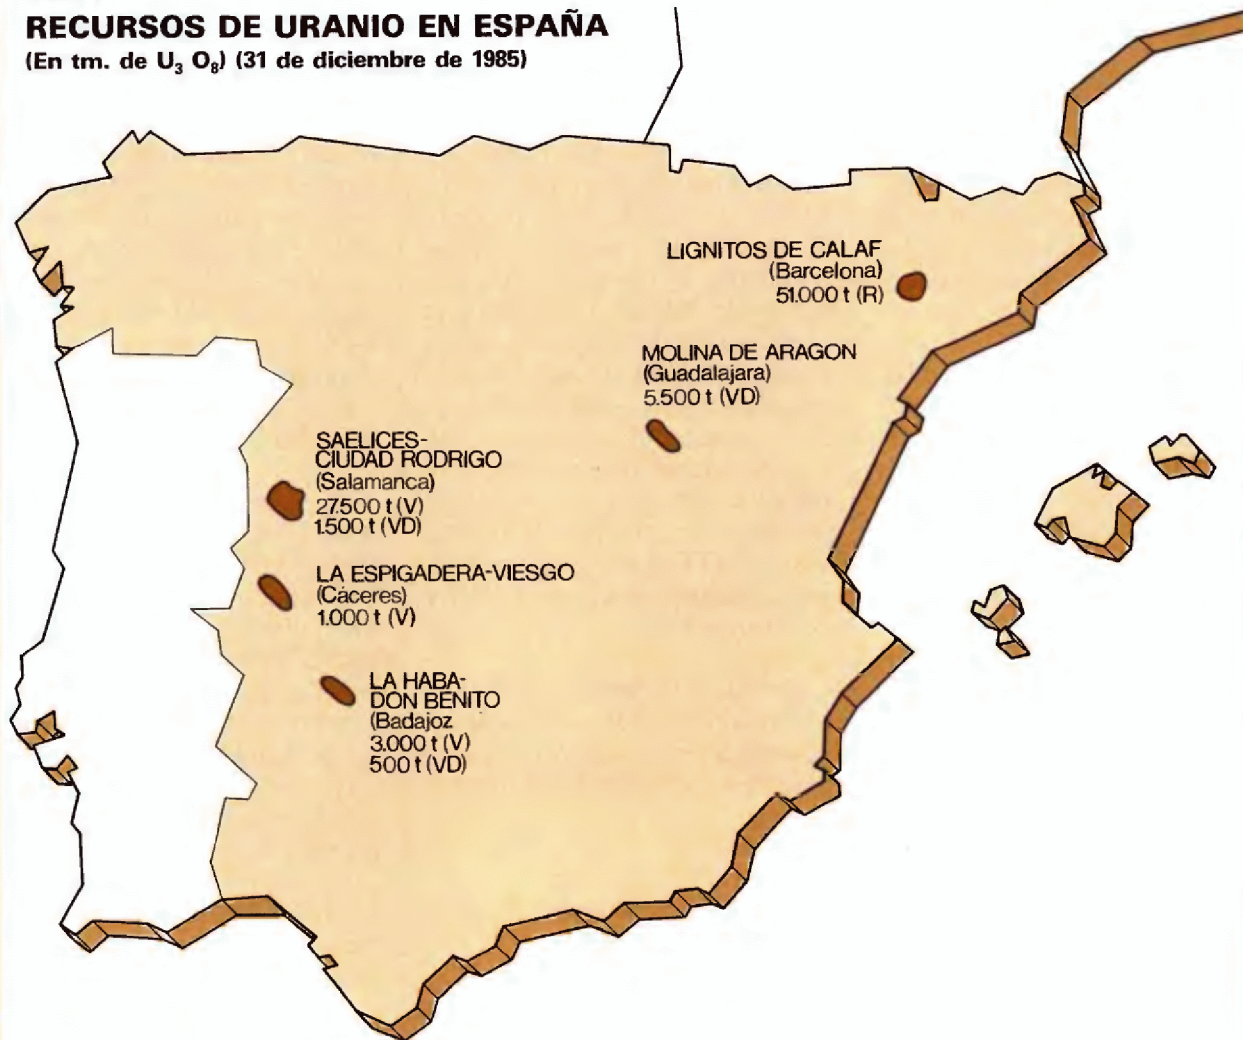 RECURSOS DE URANIO EN ESPAÑA
(En tm. de U₃ O₈) (31 de diciembre de 1985)
LIGNITOS DE CALAF
(Barcelona)
51.000 t (R)
MOLINA DE ARAGON
(Guadalajara)
5.500 t (VD)
SAELICES-
CIUDAD RODRIGO
(Salamanca)
27.500 t (V)
1.500 t (VD)
LA ESPIGADERA-VIESGO
(Cáceres)
1.000 t (V)
LA HABA-
DON BENITO
(Badajoz
3.000 t (V)
500 t (VD)